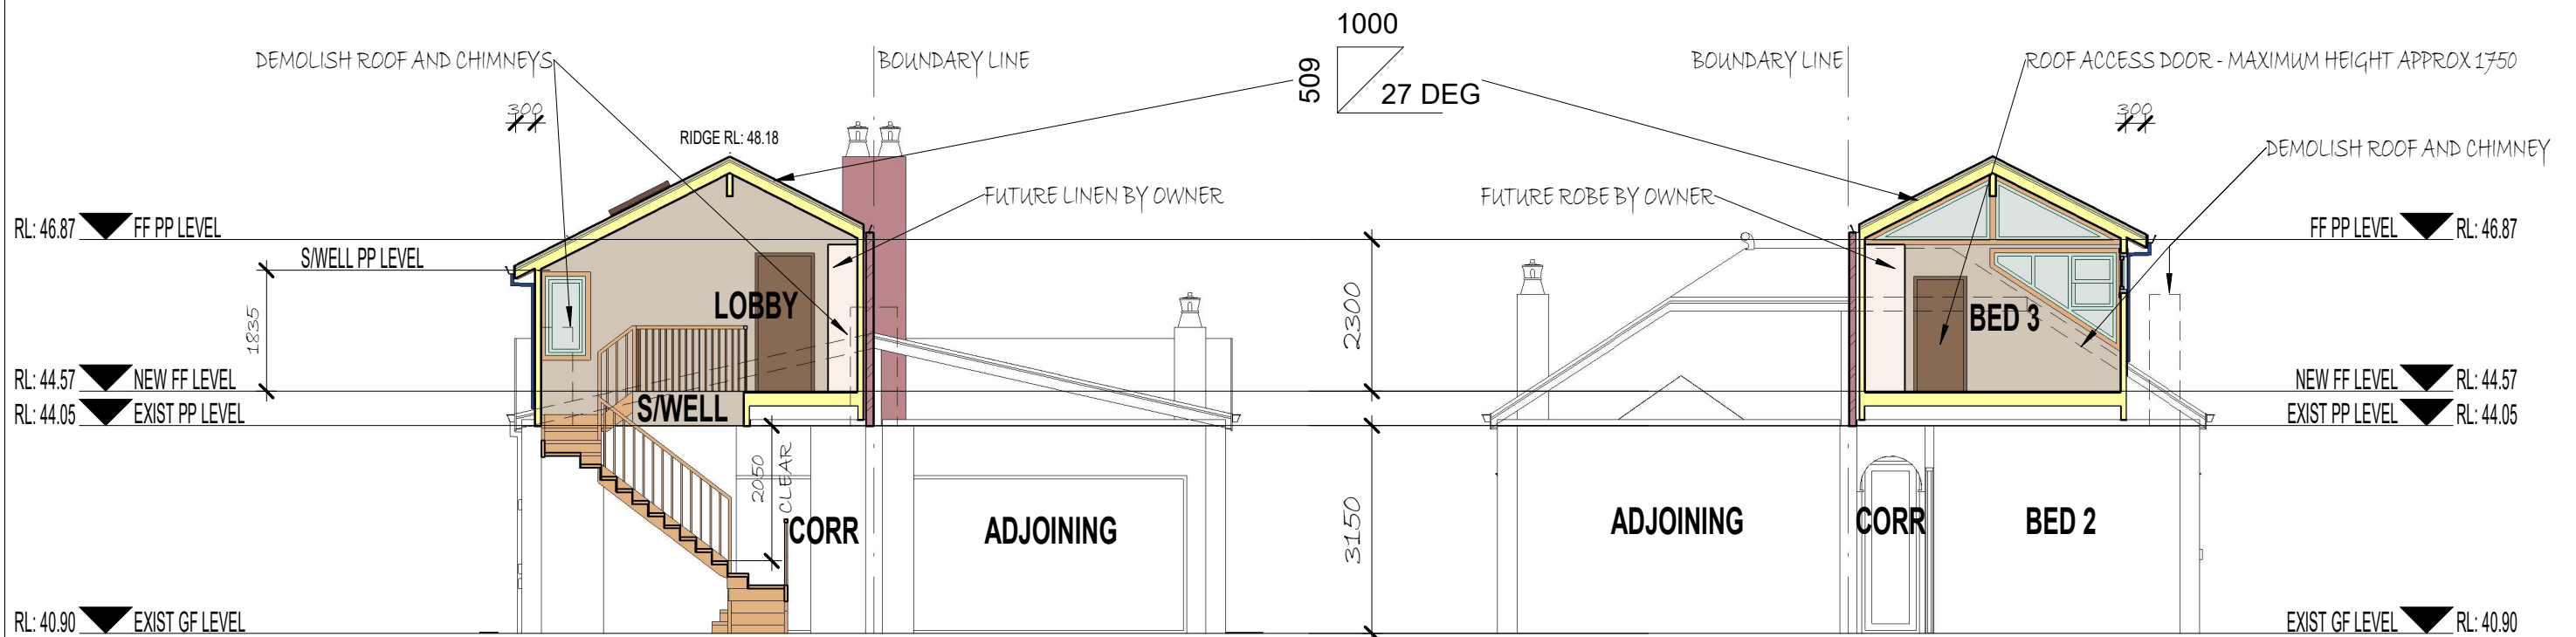 1000
509
27 DEG
DEMOLISH ROOF AND CHIMNEYS
BOUNDARY LINE
BOUNDARY LINE
ROOF ACCESS DOOR - MAXIMUM HEIGHT APPROX 1750
300
300
RIDGE RL: 48.18
DEMOLISH ROOF AND CHIMNEY
FUTURE LINEN BY OWNER
FUTURE ROBE BY OWNER
RL: 46.87 FF PP LEVEL
FF PP LEVEL RL: 46.87
S/WELL PP LEVEL
1835
LOBBY
2300
BED 3
RL: 44.57 NEW FF LEVEL
NEW FF LEVEL RL: 44.57
S/WELL
RL: 44.05 EXIST PP LEVEL
EXIST PP LEVEL RL: 44.05
2050
CLEAR
CORR
ADJOINING
3150
ADJOINING
CORR
BED 2
RL: 40.90 EXIST GF LEVEL
EXIST GF LEVEL RL: 40.90